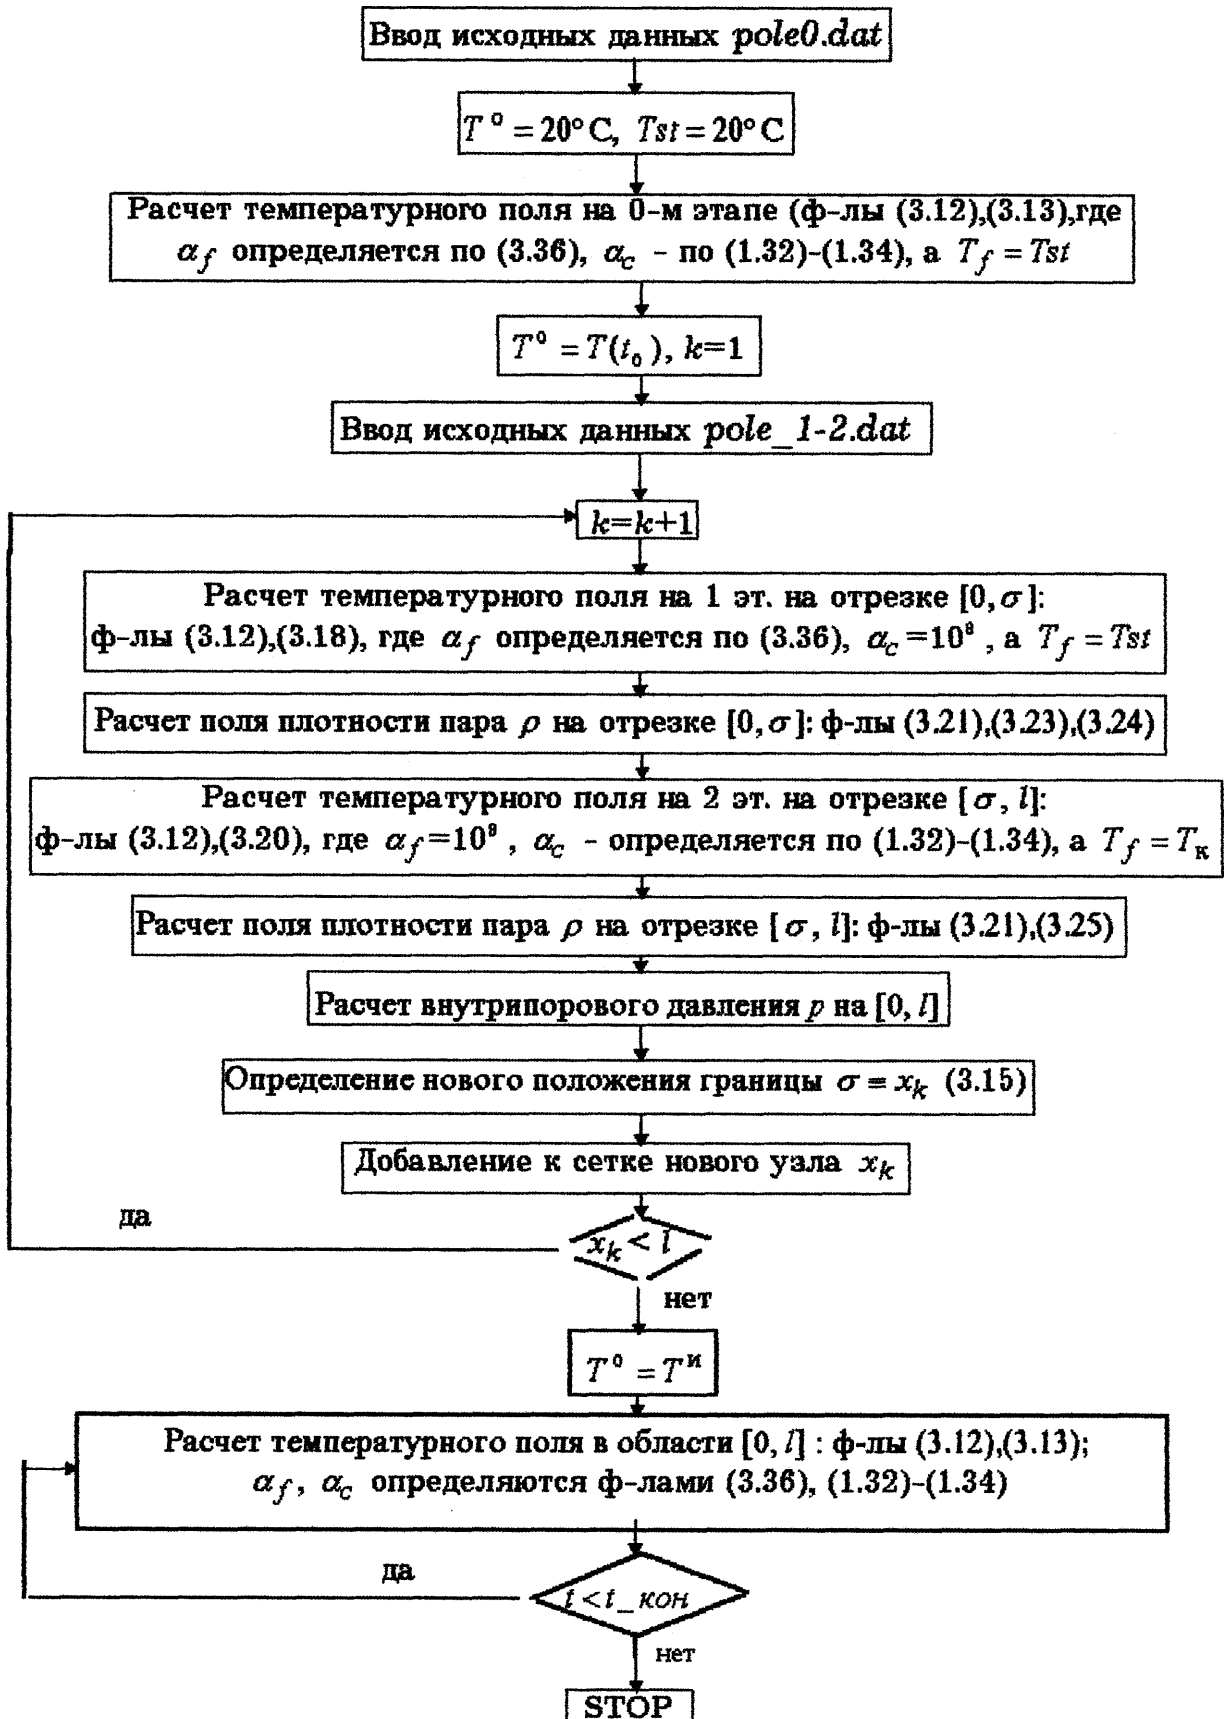 Ввод исходных данных pole0.dat
T⁰ = 20°C, Tst = 20°C
Расчет температурного поля на 0-м этапе (ф-лы (3.12),(3.13),где
α_f определяется по (3.36), α_c - по (1.32)-(1.34), а T_f = Tst
T⁰ = T(t₀), k=1
Ввод исходных данных pole_1-2.dat
k=k+1
Расчет температурного поля на 1 эт. на отрезке [0,σ]:
ф-лы (3.12),(3.18), где α_f определяется по (3.36), α_c=10⁸ , а T_f = Tst
Расчет поля плотности пара ρ на отрезке [0,σ]: ф-лы (3.21),(3.23),(3.24)
Расчет температурного поля на 2 эт. на отрезке [σ, l]:
ф-лы (3.12),(3.20), где α_f=10⁸ , α_c - определяется по (1.32)-(1.34), а T_f = T_к
Расчет поля плотности пара ρ на отрезке [σ, l]: ф-лы (3.21),(3.25)
Расчет внутрипорового давления p на [0, l]
Определение нового положения границы σ = x_k (3.15)
Добавление к сетке нового узла x_k
да
x_k < l
нет
T⁰ = Tᴻ
Расчет температурного поля в области [0, l] : ф-лы (3.12),(3.13);
α_f, α_c определяются ф-лами (3.36), (1.32)-(1.34)
да
t<t_кон
нет
STOP